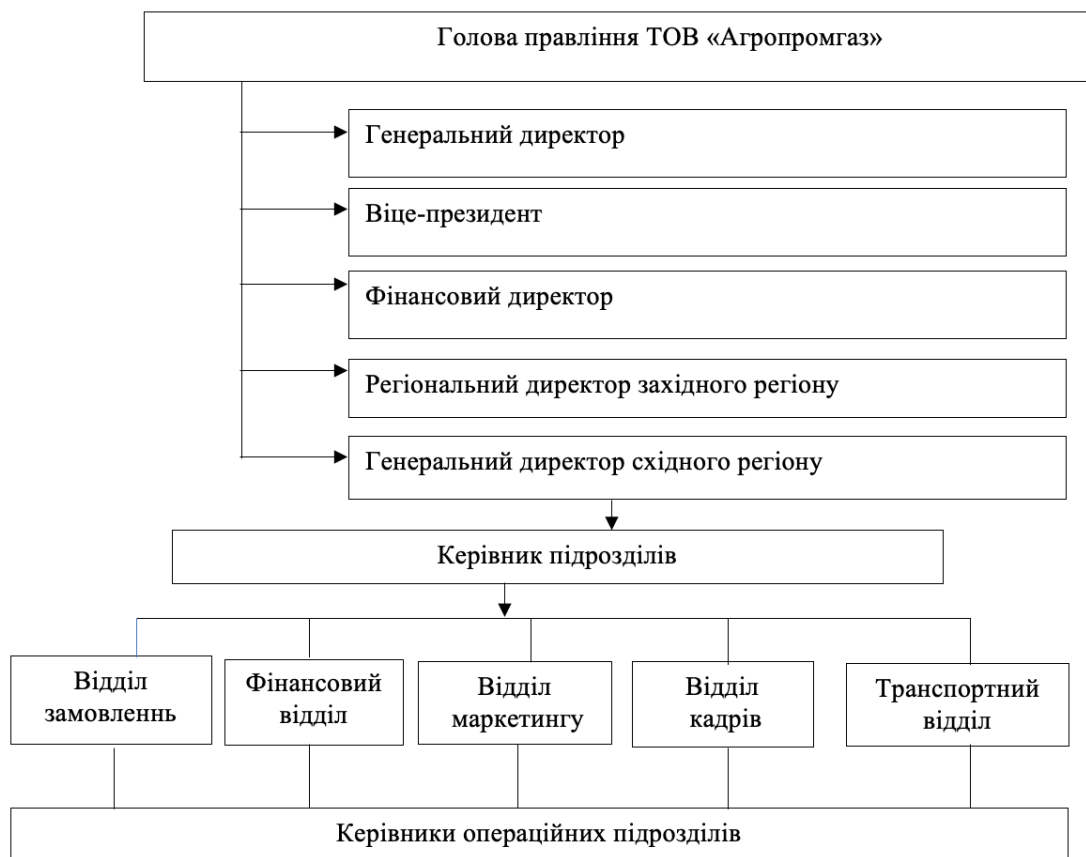 Голова правління ТОВ «Агропромгаз»
Генеральний директор
Віце-президент
Фінансовий директор
Регіональний директор західного регіону
Генеральний директор східного регіону
Керівник підрозділів
Відділ
замовленнь
Фінансовий
відділ
Відділ
маркетингу
Відділ
кадрів
Транспортний
відділ
Керівники операційних підрозділів